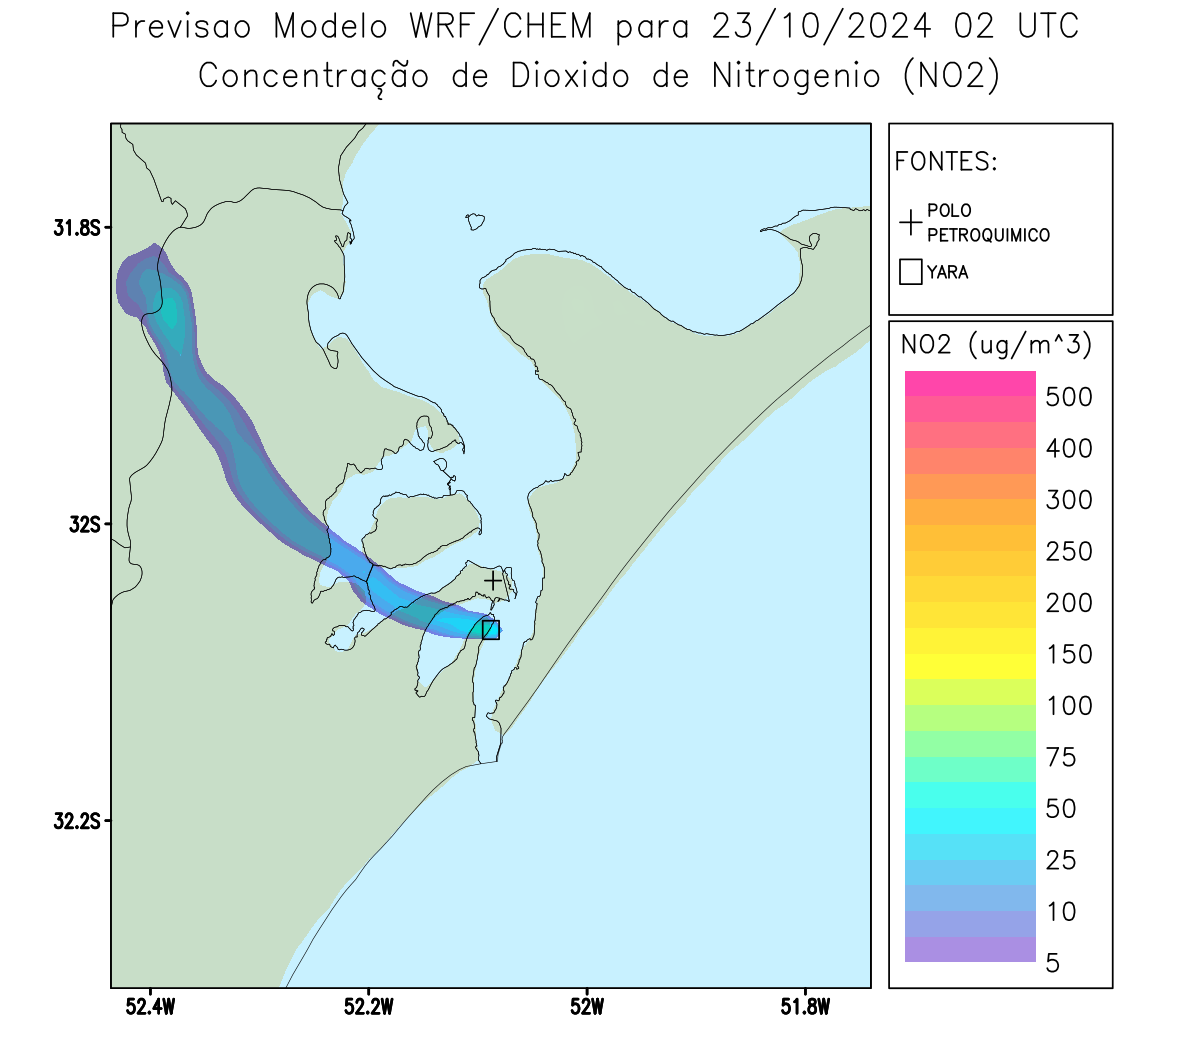 Previsao Modelo WRF/CHEM para 23/10/2024 02 UTC
Concentração de Dioxido de Nitrogenio (NO2)
FONTES:
POLO
PETROQUIMICO
YARA
NO2 (ug/m^3)
500
400
300
250
200
150
100
75
50
25
10
5
31.8S
32S
32.2S
52.4W
52.2W
52W
51.8W